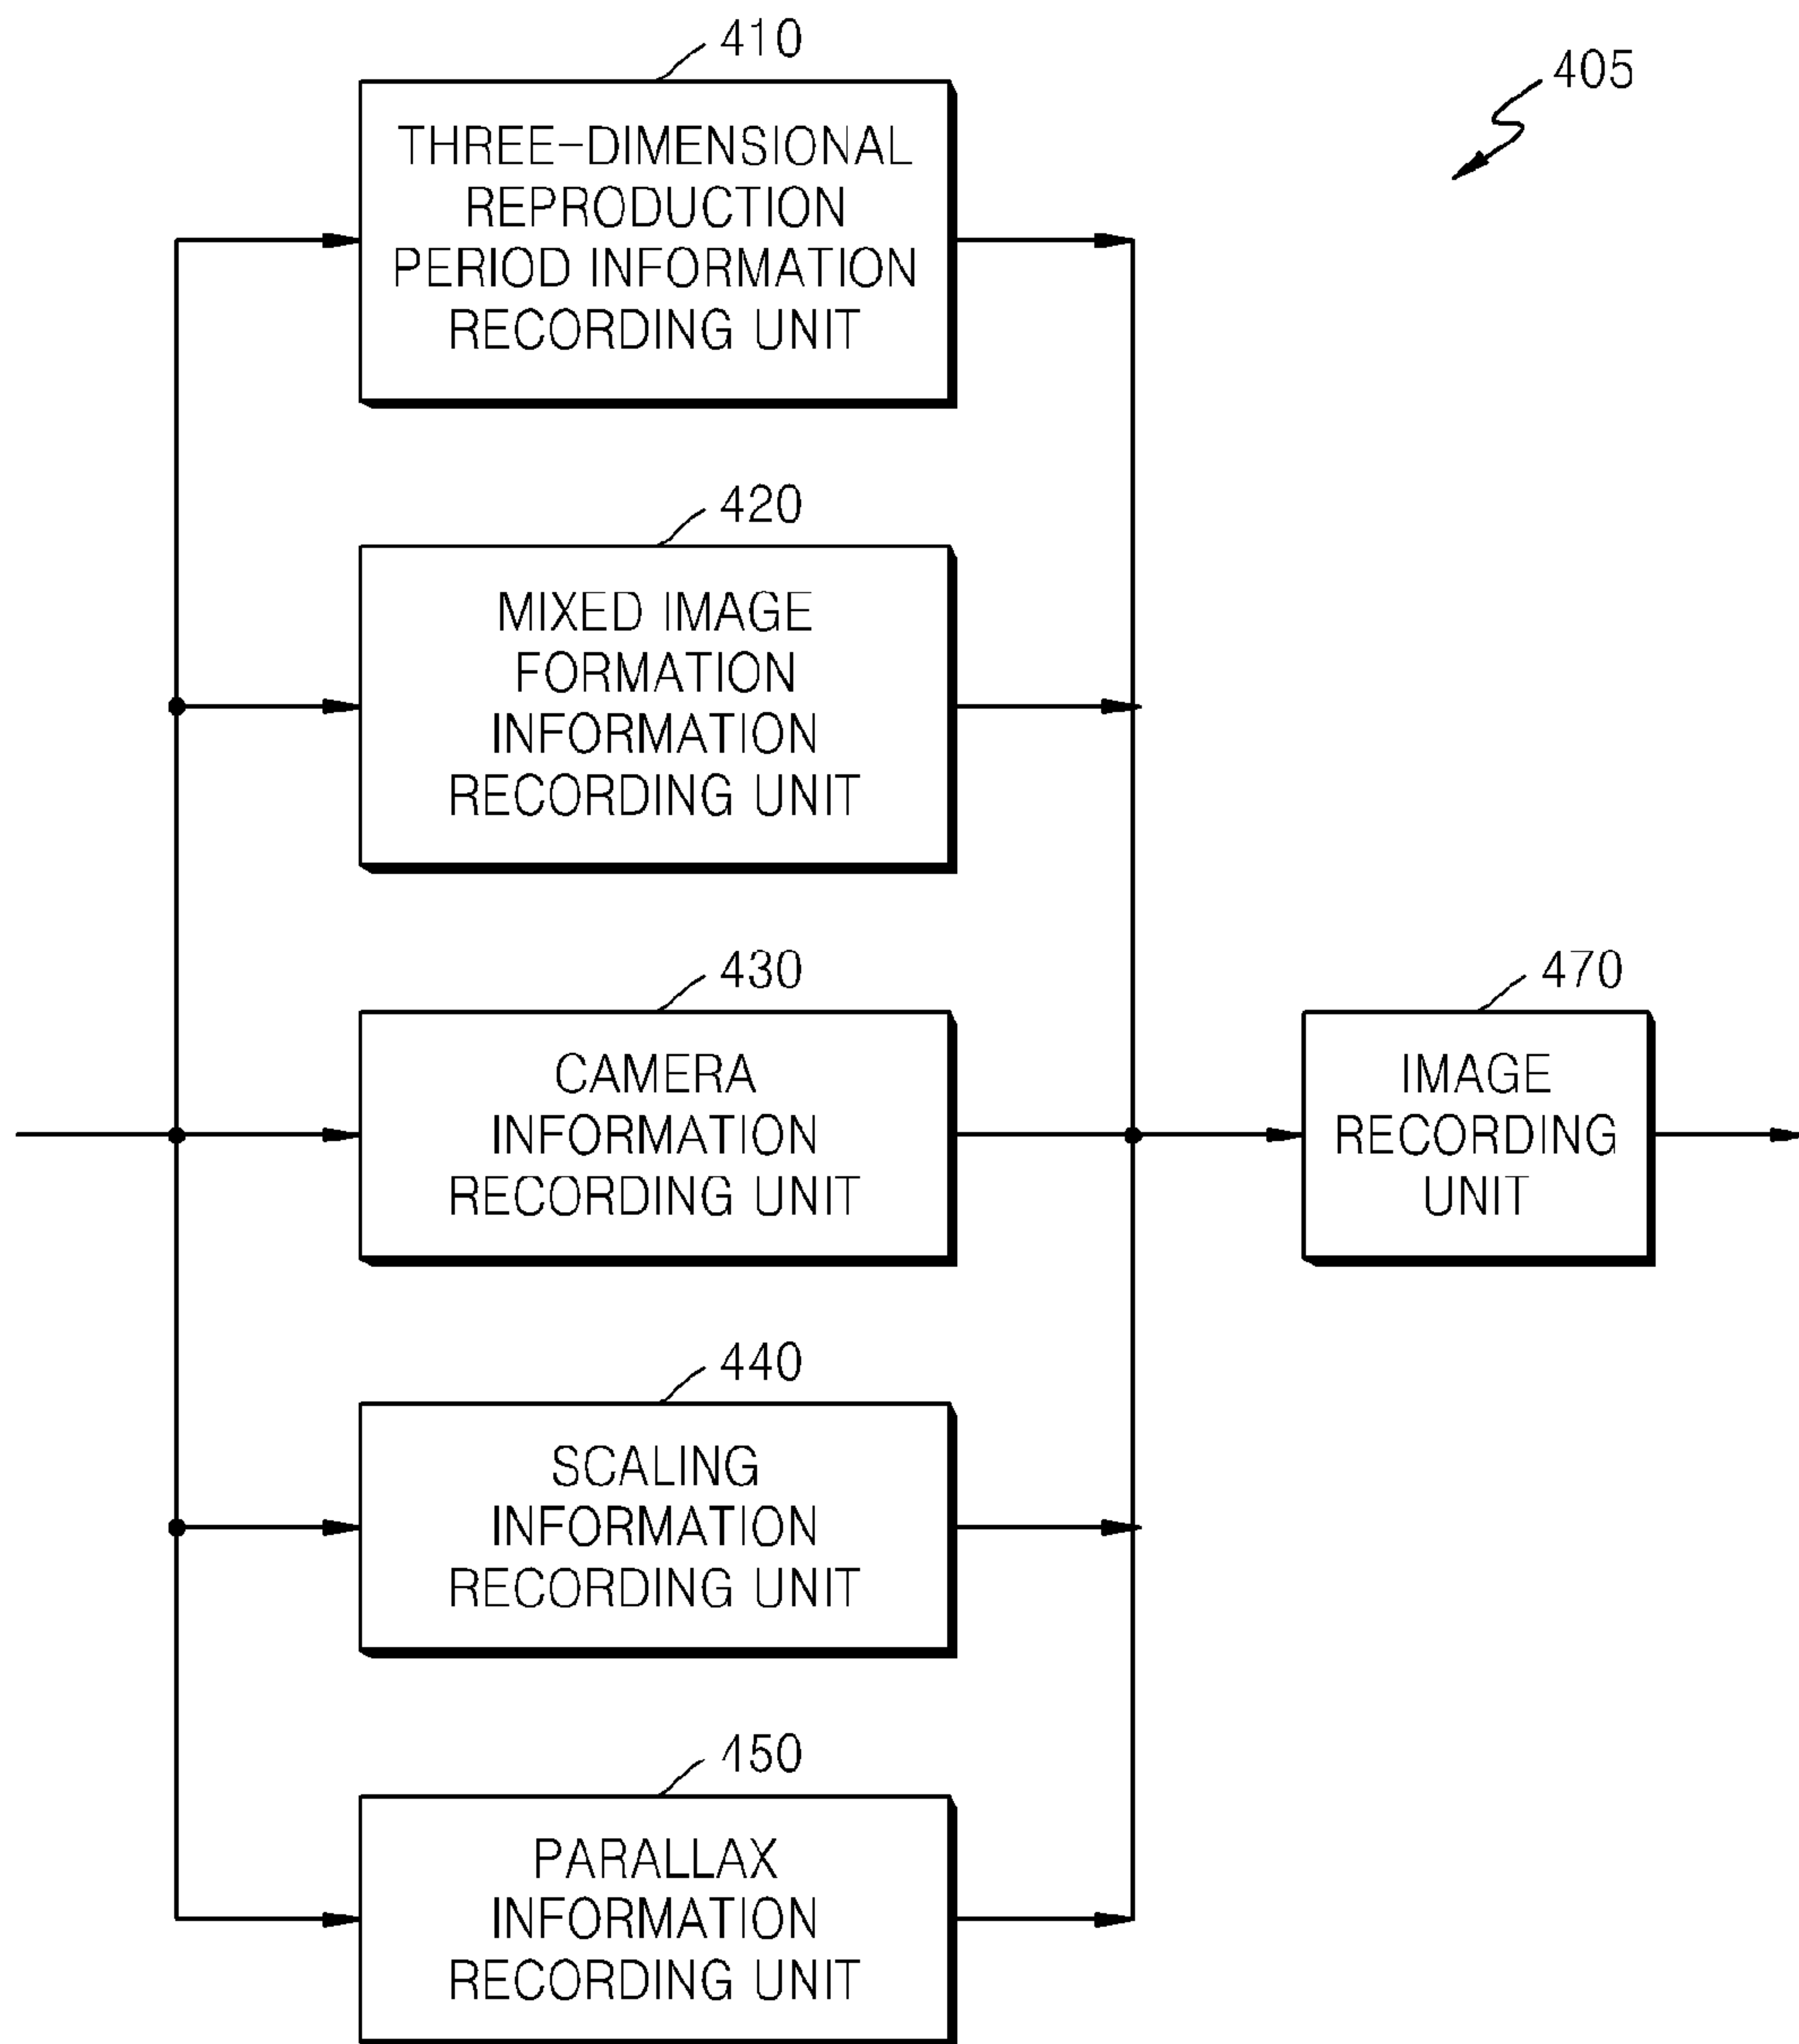 410
405
THREE-DIMENSIONAL
REPRODUCTION
PERIOD INFORMATION
RECORDING UNIT
420
MIXED IMAGE
FORMATION
INFORMATION
RECORDING UNIT
430
CAMERA
INFORMATION
RECORDING UNIT
470
IMAGE
RECORDING
UNIT
440
SCALING
INFORMATION
RECORDING UNIT
450
PARALLAX
INFORMATION
RECORDING UNIT